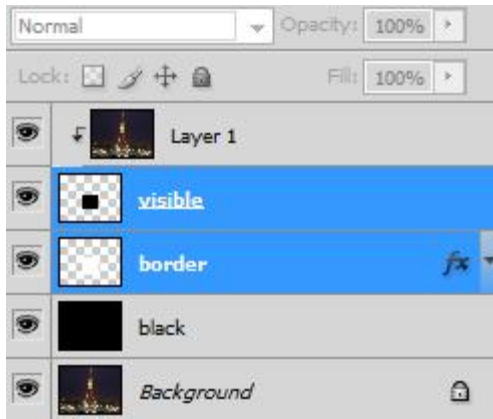 Normal Opacity: 100%
Lock: Fill: 100%
Layer 1
visible
border fx
black
Background